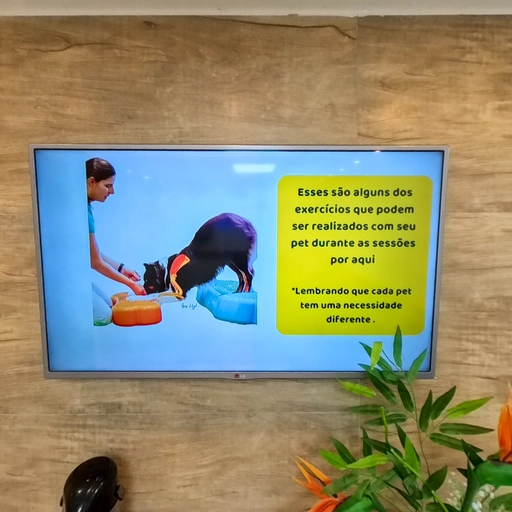 Esses são alguns dos
exercícios que podem
ser realizados com seu
pet durante as sessões
por aqui
*Lembrando que cada pet
tem uma necessidade
diferente .
LG